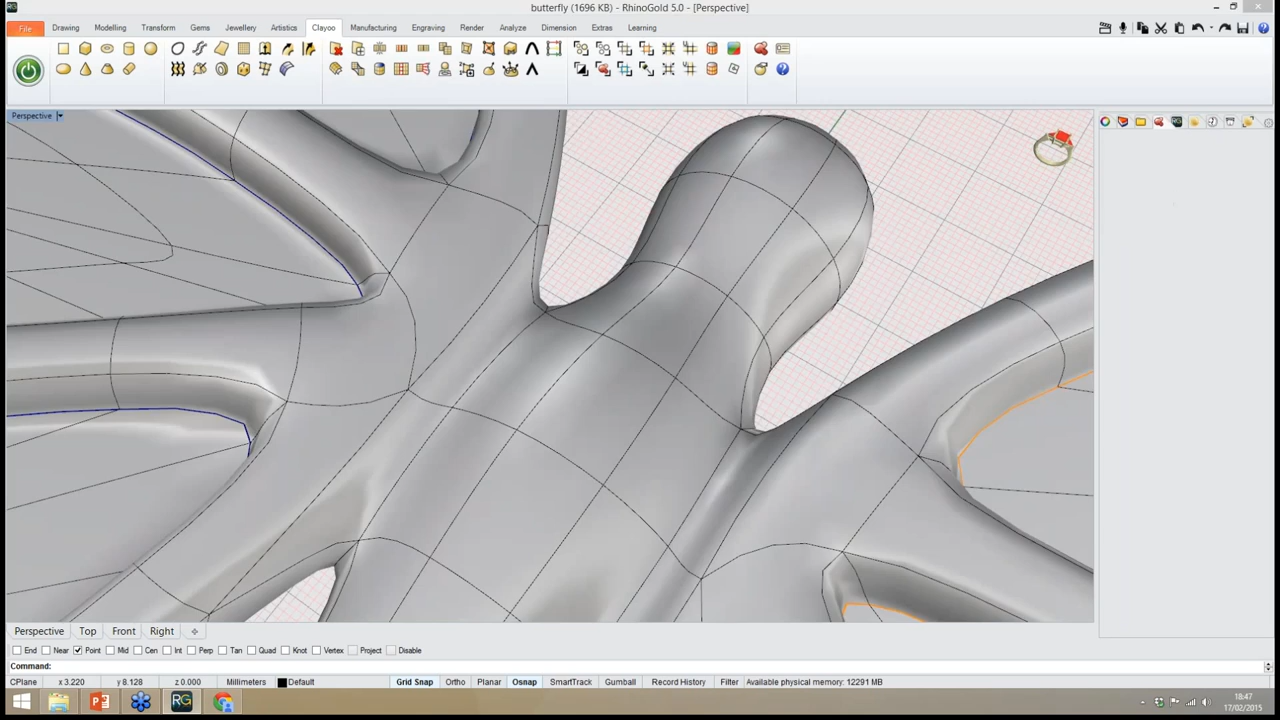 butterfly (1696 KB) - RhinoGold 5.0 - [Perspective]
File Drawing Modelling Transform Gems Jewellery Artistics Clayoo Manufacturing Engraving Render Analyze Dimension Extras Learning
Perspective
Perspective Top Front Right
End Near Point Mid Cen Int Perp Tan Quad Knot Vertex Project Disable
Command:
CPlane x 3.220 y 8.128 z 0.000 Millimeters Default Grid Snap Ortho Planar Osnap SmartTrack Gumball Record History Filter Available physical memory: 12291 MB
RG
18:47
17/02/2015